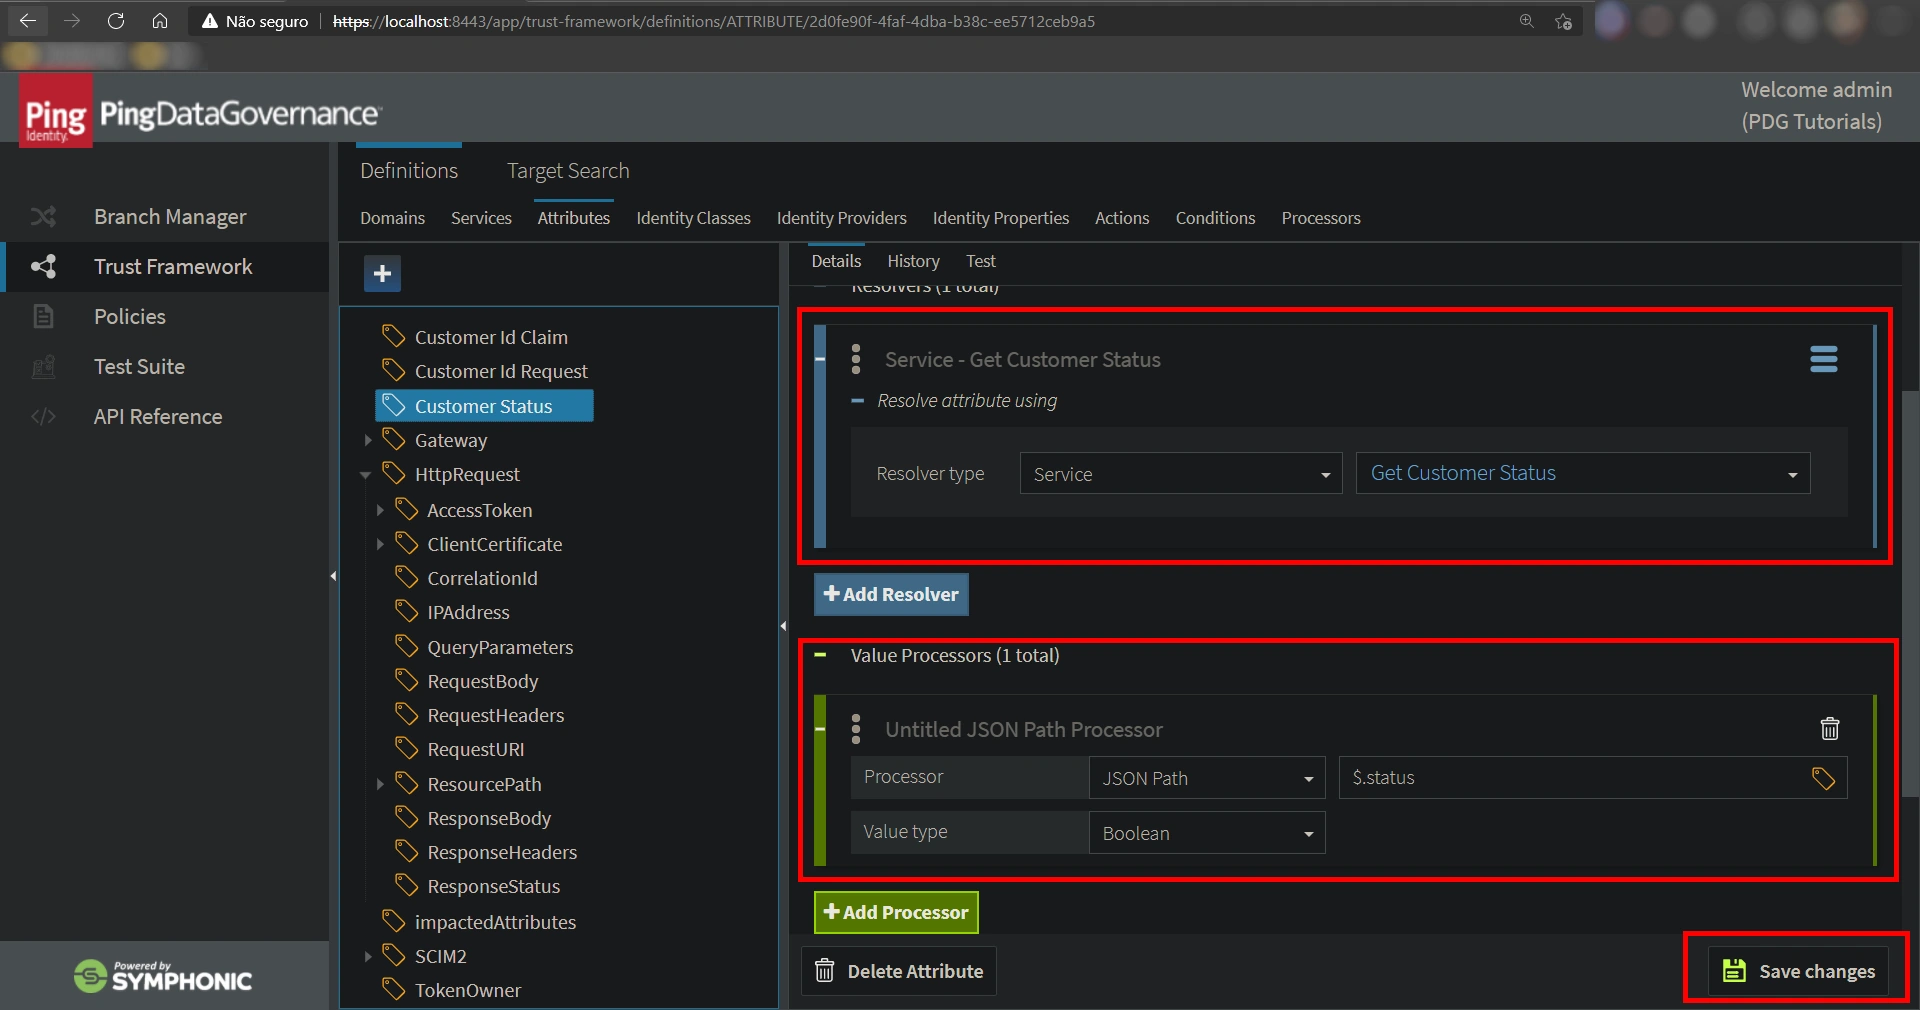 Não seguro
https://localhost:8443/app/trust-framework/definitions/ATTRIBUTE/2d0fe90f-4faf-4dba-b38c-ee5712ceb9a5
Ping
Identity.
PingDataGovernance
Welcome admin
(PDG Tutorials)
Branch Manager
Trust Framework
Policies
Test Suite
API Reference
Powered by
SYMPHONIC
Definitions
Target Search
Domains
Services
Attributes
Identity Classes
Identity Providers
Identity Properties
Actions
Conditions
Processors
Customer Id Claim
Customer Id Request
Customer Status
Gateway
HttpRequest
AccessToken
ClientCertificate
CorrelationId
IPAddress
QueryParameters
RequestBody
RequestHeaders
RequestURI
ResourcePath
ResponseBody
ResponseHeaders
ResponseStatus
impactedAttributes
SCIM2
TokenOwner
Details
History
Test
Resolvers (1 total)
Service - Get Customer Status
Resolve attribute using
Resolver type
Service
Get Customer Status
+ Add Resolver
Value Processors (1 total)
Untitled JSON Path Processor
Processor
JSON Path
$.status
Value type
Boolean
+ Add Processor
Delete Attribute
Save changes